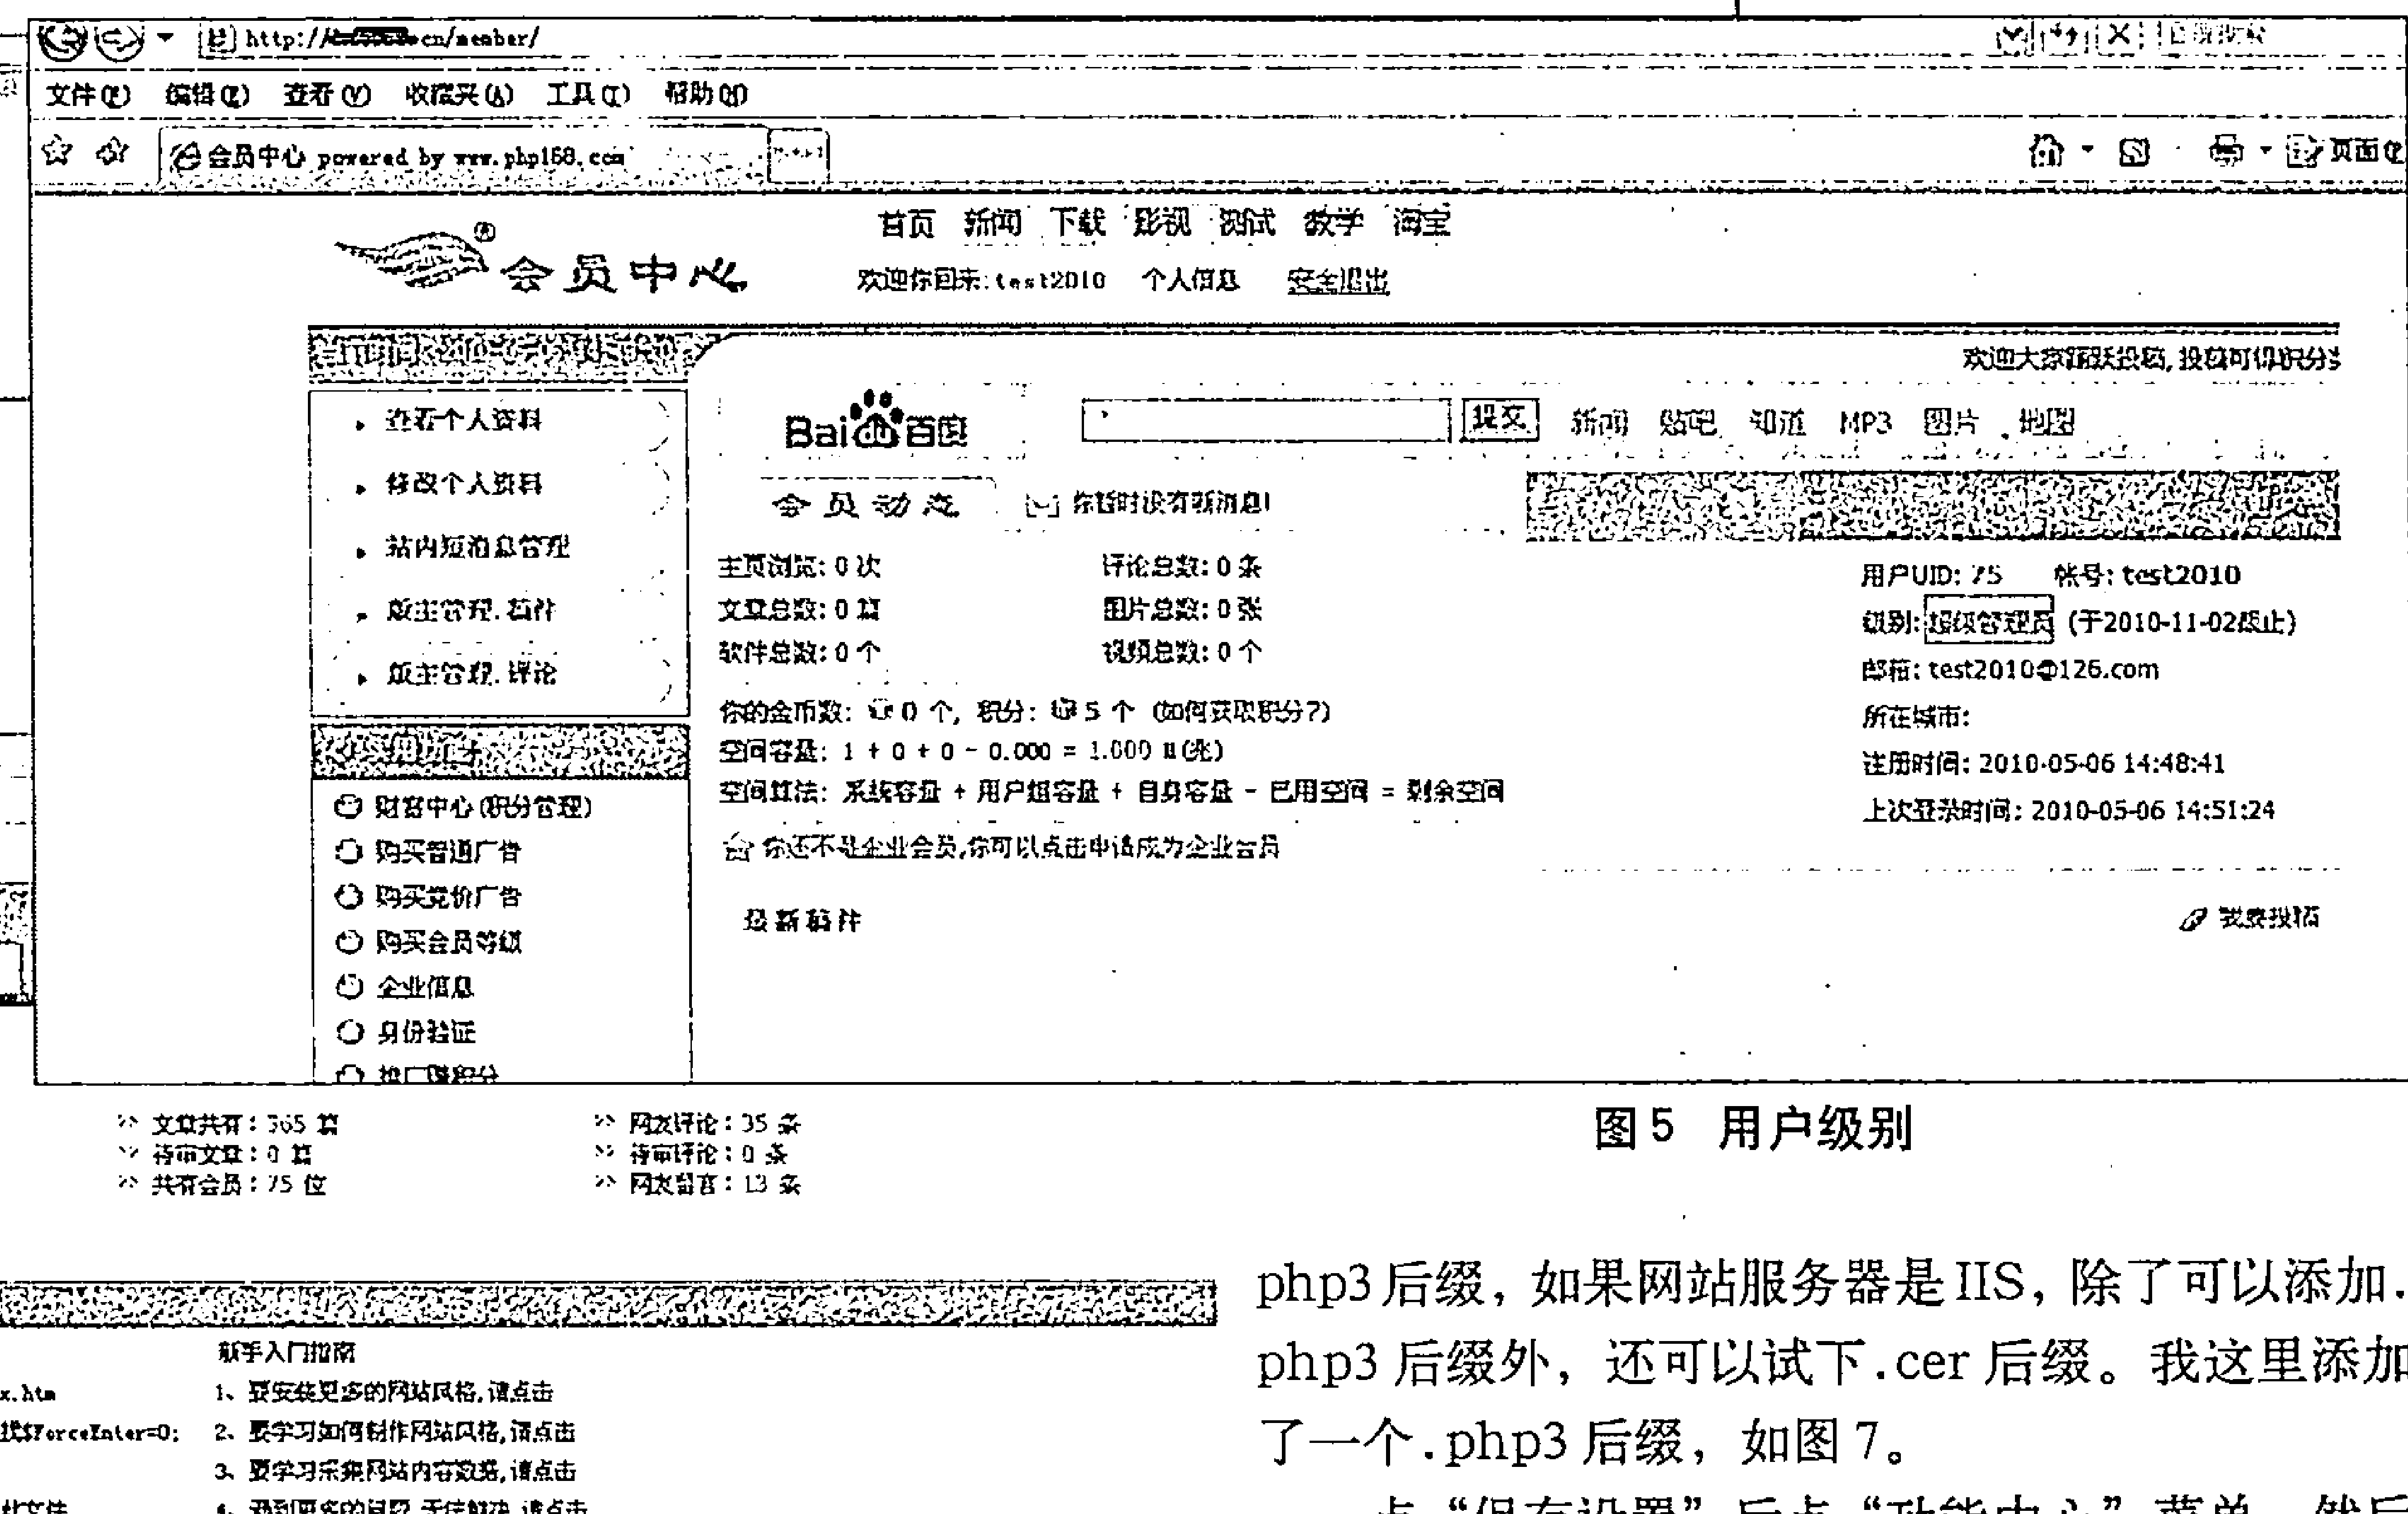 cn/member/
文件(F) 编辑(E) 查看(V) 收藏夹(A) 工具(T) 帮助(H)
会员中心 powered by www.php168.com
页面
首页 新闻 下载 影视 测试 教学 淘宝
会员中心
欢迎你回来:test2010 个人信息 安全退出
欢迎大家踊跃投稿,投稿可得积分
查看个人资料
修改个人资料
站内短消息管理
版主管理.稿件
版主管理.评论
Baidu百度
提交 新闻 贴吧 知道 MP3 图片 地图
会员动态 你暂时没有新消息!
主页浏览: 0 次 评论总数: 0 条
文章总数: 0 篇 图片总数: 0 张
软件总数: 0 个 视频总数: 0 个
你的金币数: 0 个, 积分: 5 个 (如何获取积分?)
空间容量: 1 + 0 + 0 - 0.000 = 1.000 M(兆)
空间算法: 系统容量 + 用户组容量 + 自身容量 - 已用空间 = 剩余空间
你还不是企业会员,你可以点击申请成为企业会员
最新稿件
我要投稿
用户UID: 75 帐号: test2010
级别: 超级管理员 (于2010-11-02截止)
邮箱: test2010@126.com
所在城市:
注册时间: 2010-05-06 14:48:41
上次登录时间: 2010-05-06 14:51:24
财富中心(积分管理)
购买普通广告
购买竞价广告
购买会员等级
企业信息
身份验证
图5 用户级别
文章共有:365 篇 网友评论:35 条
待审文章:0 篇 待审评论:0 条
共有会员:75 位 网友留言:13 条
新手入门指南
x.htm 1、要安装更多的网站风格,请点击
找$ForceEnter=0; 2、要学习如何制作网站风格,请点击
3、要学习采集网站内容数据,请点击
php3后缀，如果网站服务器是IIS，除了可以添加.
php3后缀外，还可以试下.cer后缀。我这里添加
了一个.php3后缀，如图7。
点“保存设置”后点“功能中心”菜单，然后